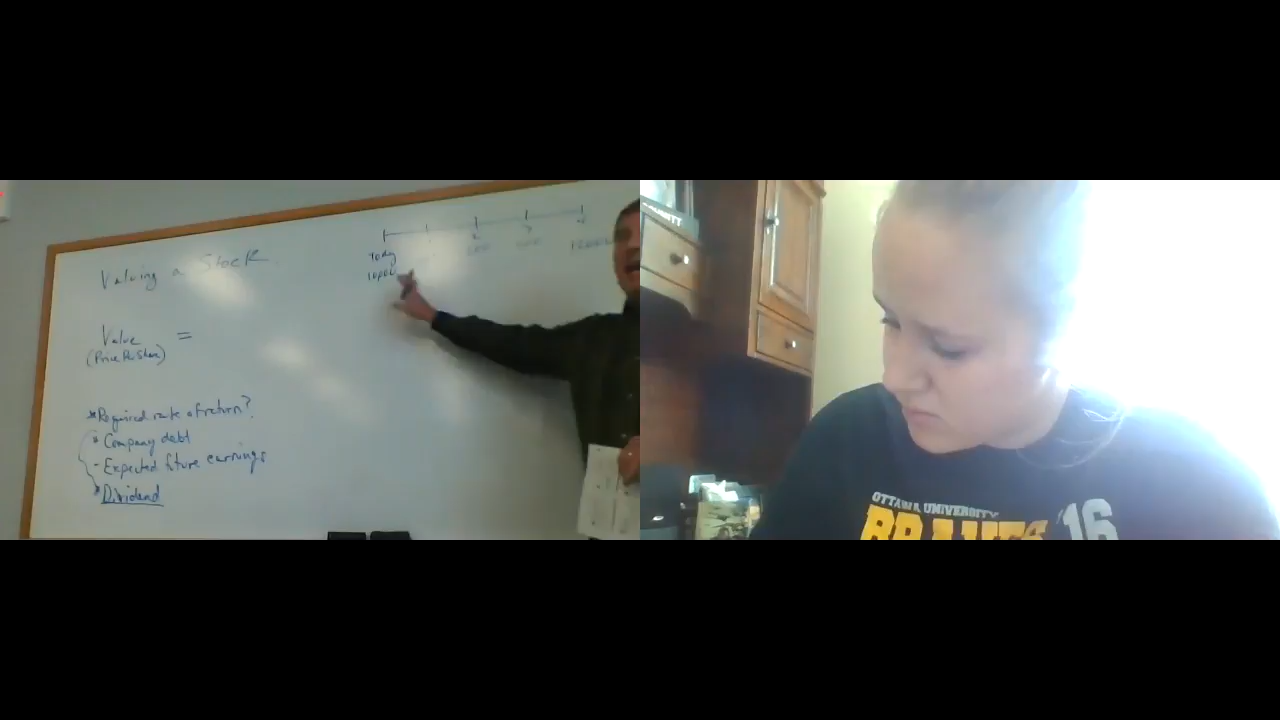 Valuing a Stock
Today
Value =
(Price Per Share)
*Required rate of return?
- Company debt
- Expected future earnings
Dividend
OTTAWA UNIVERSITY
BRAVES '16